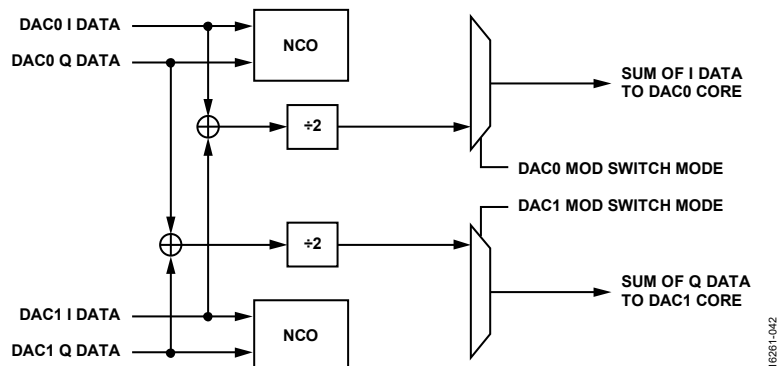 DAC0 I DATA
DAC0 Q DATA
NCO
÷2
SUM OF I DATA
TO DAC0 CORE
DAC0 MOD SWITCH MODE
DAC1 MOD SWITCH MODE
÷2
SUM OF Q DATA
TO DAC1 CORE
DAC1 I DATA
DAC1 Q DATA
NCO
16261-042